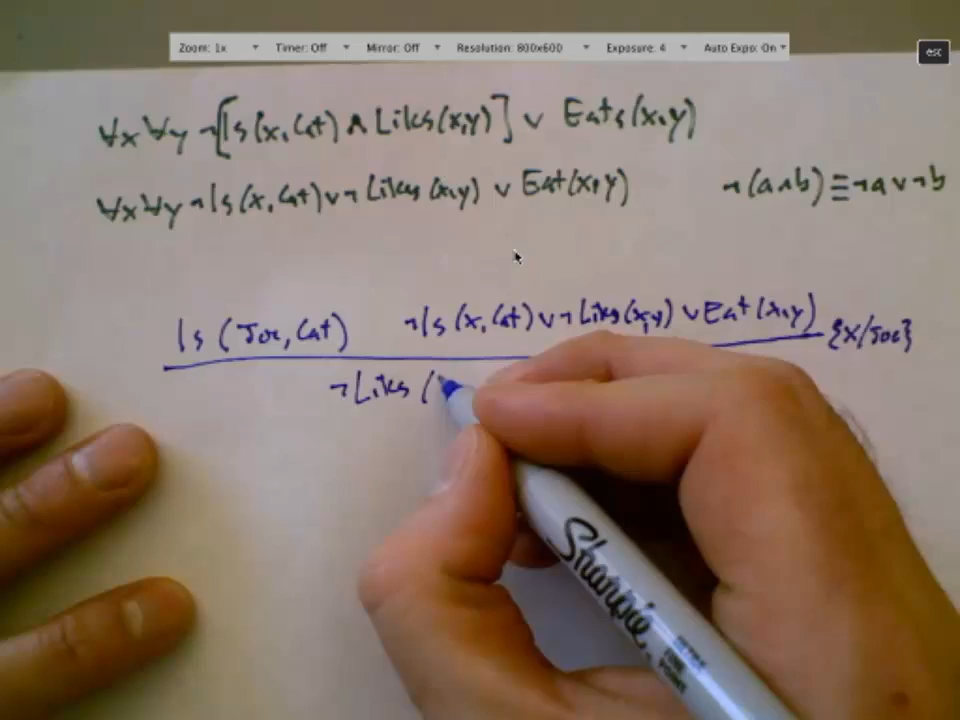 Zoom: 1x Timer: Off Mirror: Off Resolution: 800x600 Exposure: 4 Auto Expo: On
esc
∀x ∀y ¬[Is(x, Cat) ∧ Likes(x,y)] ∨ Eats(x,y)
∀x ∀y ¬Is(x, Cat) ∨ ¬Likes(x,y) ∨ Eat(x,y) ¬(a∧b) ≡ ¬a ∨ ¬b
Is (Joe, Cat) ¬Is (x, Cat) ∨ ¬Likes(x,y) ∨ Eat(x,y) {x/Joe}
¬Likes (
Sharpie